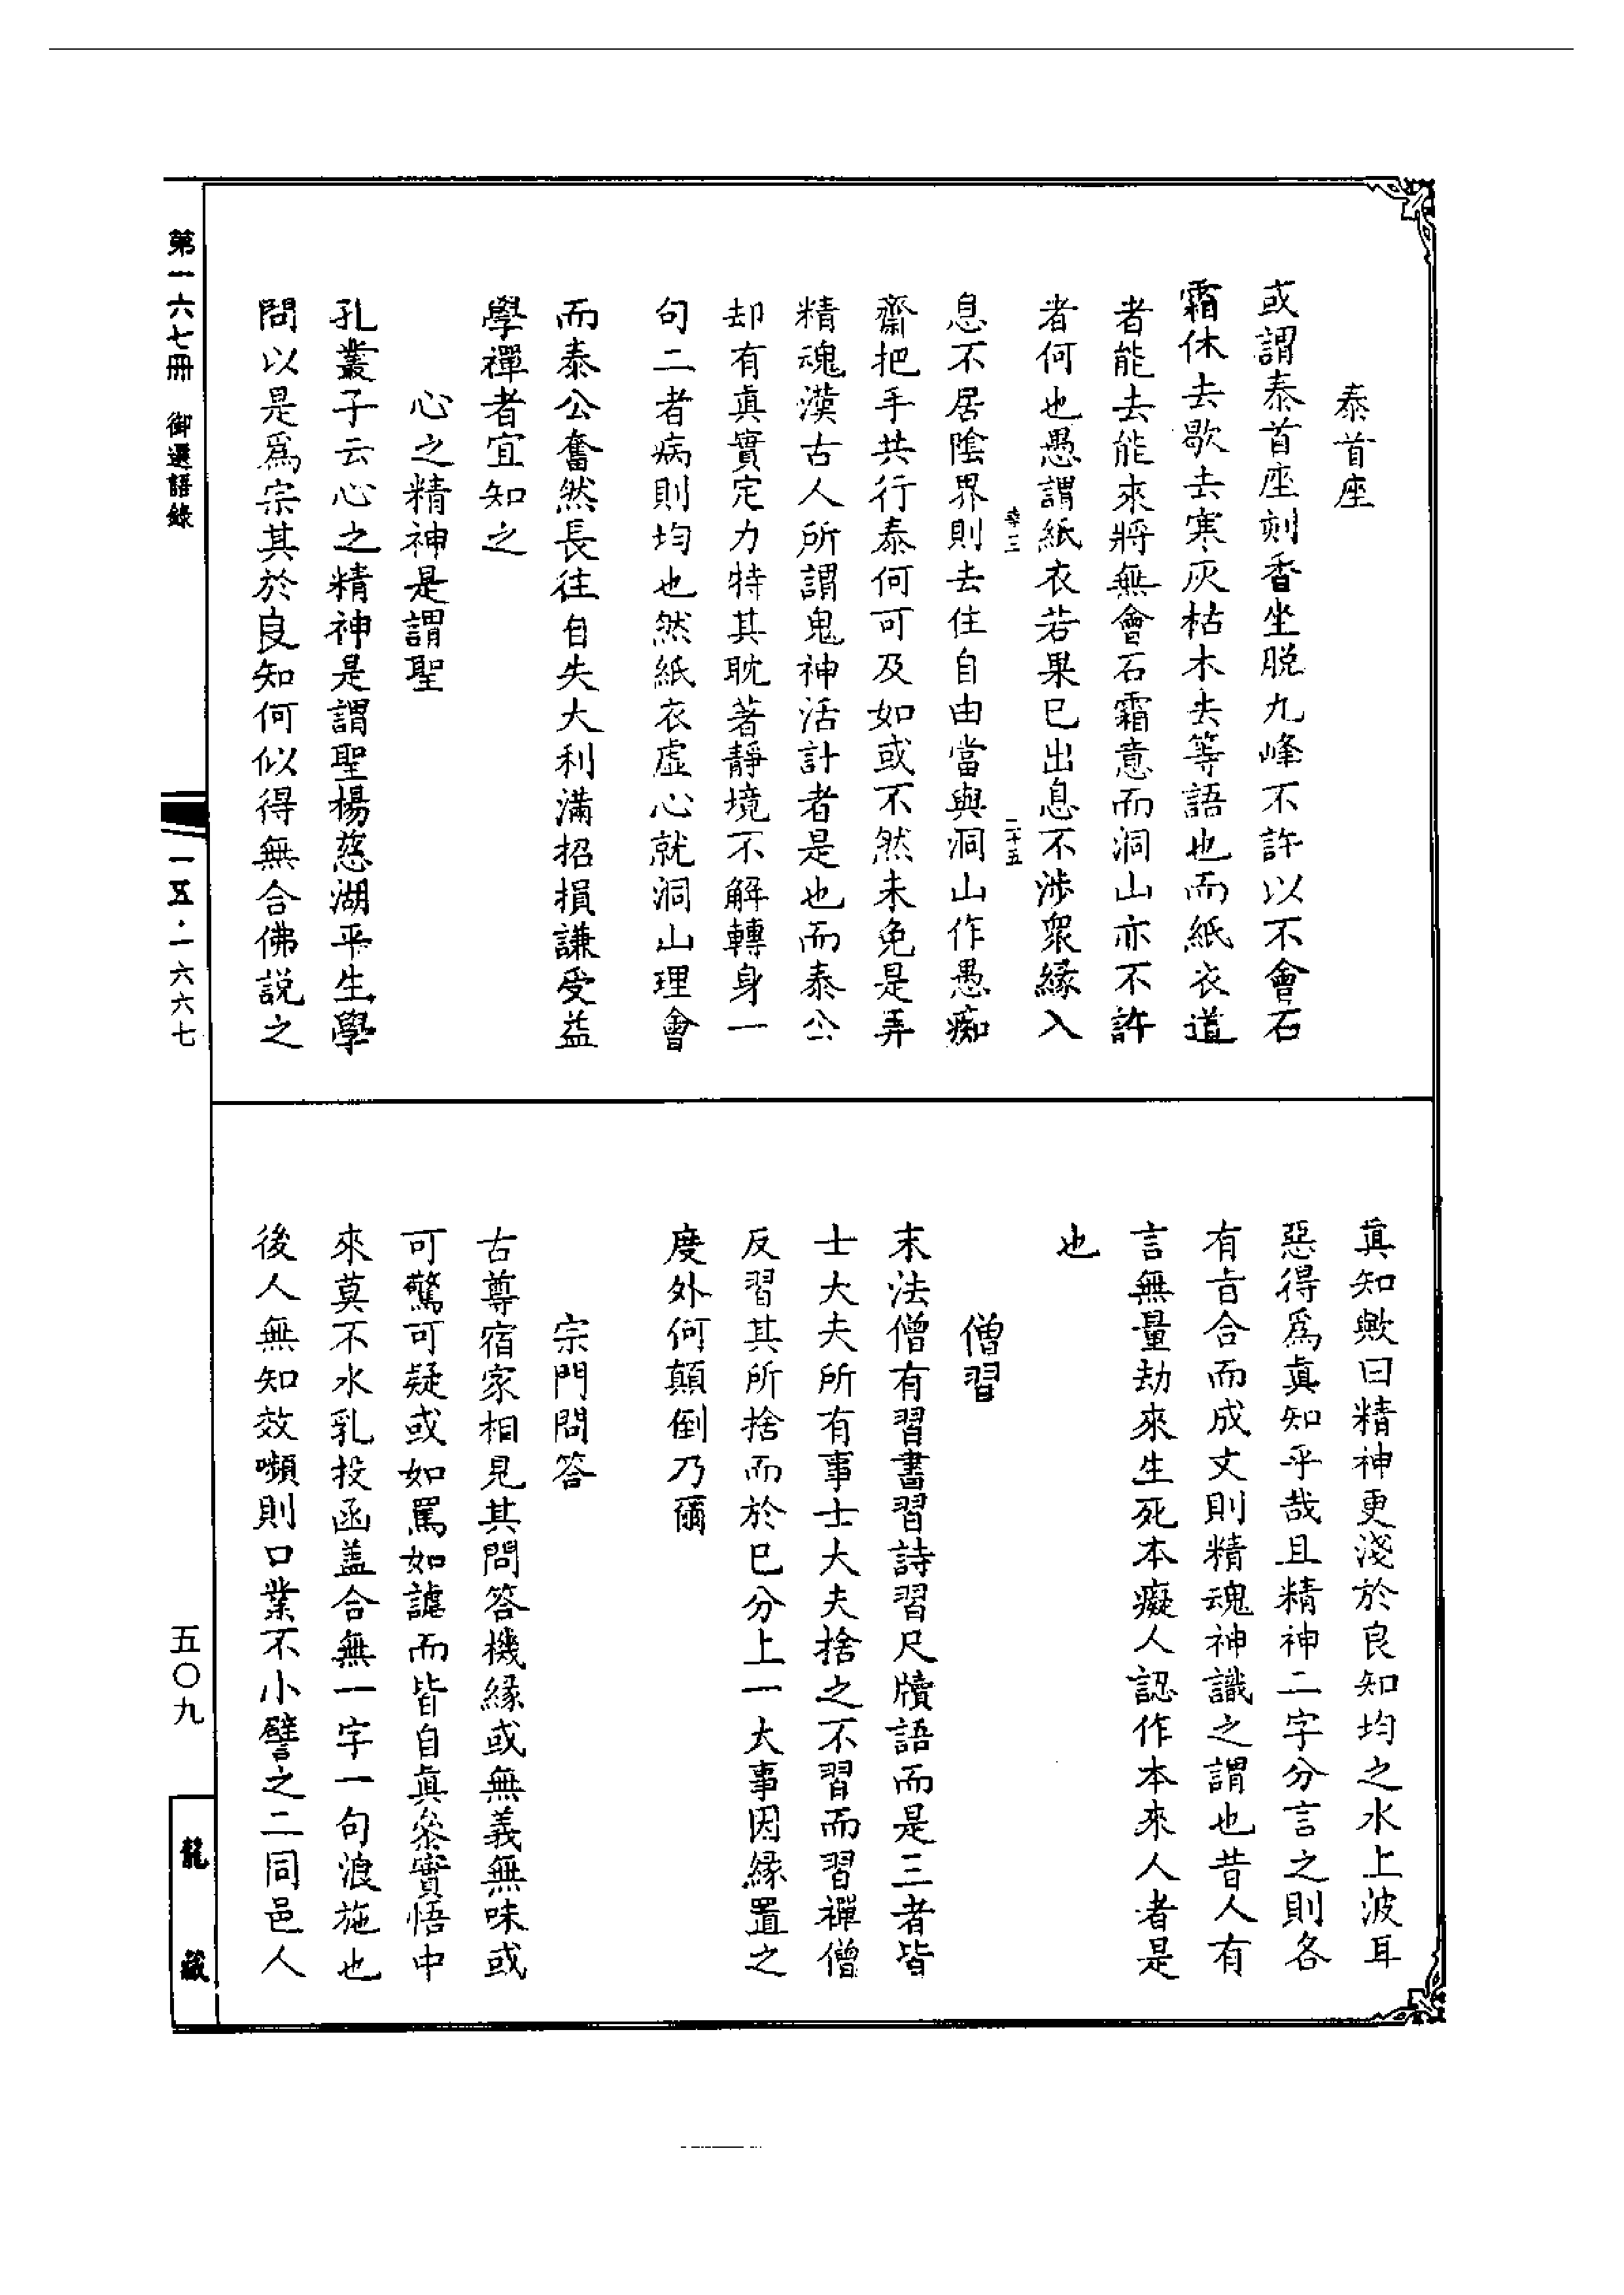 泰首座
或謂泰首座刻香坐脫九峰不許以不會石
霜休去歇去寒灰枯木去等語也而紙衣道
者能去能來將無會石霜意而洞山亦不許
者何也愚謂紙衣若果已出息不涉衆緣入
息不居陰界則去住自由當與洞山作愚癡
二十五
齋把手共行泰何可及如或不然未免是弄
精魂漢古人所謂鬼神活計者是也而泰公
却有眞實定力特其耽著靜境不解轉身一
句二者病則均也然紙衣虛心就洞山理會
而泰公奮然長往自失大利滿招損謙受益
學禪者宜知之
心之精神是謂聖
孔叢子云心之精神是謂聖楊慈湖平生學
問以是爲宗其於良知何似得無合佛說之
眞知歟曰精神更淺於良知均之水上波耳
惡得爲眞知乎哉且精神二字分言之則各
有旨合而成文則精魂神識之謂也昔人有
言無量劫來生死本癡人認作本來人者是
也
僧習
末法僧有習書習詩習尺牘語而是三者皆
士大夫所有事士大夫捨之不習而習禪僧
反習其所捨而於已分上一大事因緣置之
度外何顛倒乃爾
宗門問答
古尊宿家相見其問答機緣或無義無味或
可驚可疑或如罵如謔而皆自眞參實悟中
來莫不水乳投函盖合無一字一句浪施也
後人無知效嚬則口業不小譬之二同邑人
第一六七冊 御選語錄
一五·一六六七
五〇九
龍藏